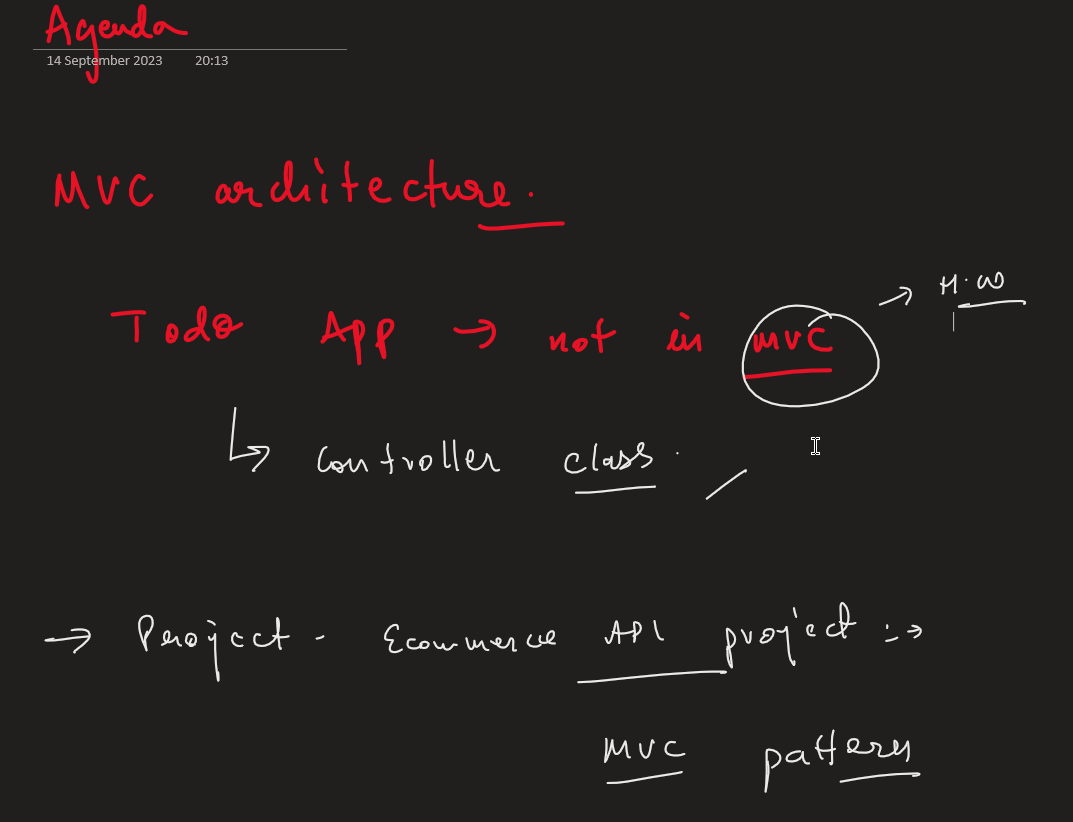 Agenda
14 September 2023 20:13
MVC architecture.
→ H.W
Todo App → not in MVC
↳ Controller class.
→ Project - Ecommerce API project :→
MVC pattern